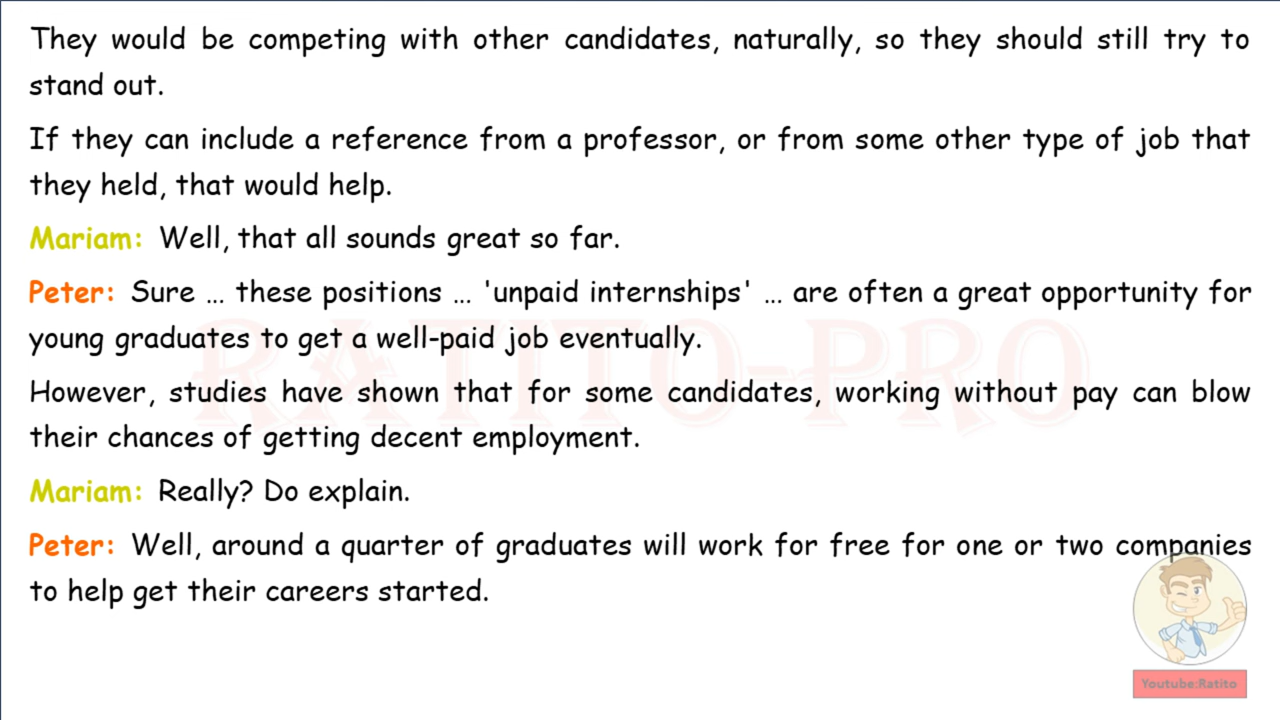 They would be competing with other candidates, naturally, so they should still try to
stand out.
If they can include a reference from a professor, or from some other type of job that
they held, that would help.
Mariam: Well, that all sounds great so far.
Peter: Sure ... these positions ... 'unpaid internships' ... are often a great opportunity for
young graduates to get a well-paid job eventually.
RATITO-PRO
However, studies have shown that for some candidates, working without pay can blow
their chances of getting decent employment.
Mariam: Really? Do explain.
Peter: Well, around a quarter of graduates will work for free for one or two companies
to help get their careers started.
Youtube:Ratito